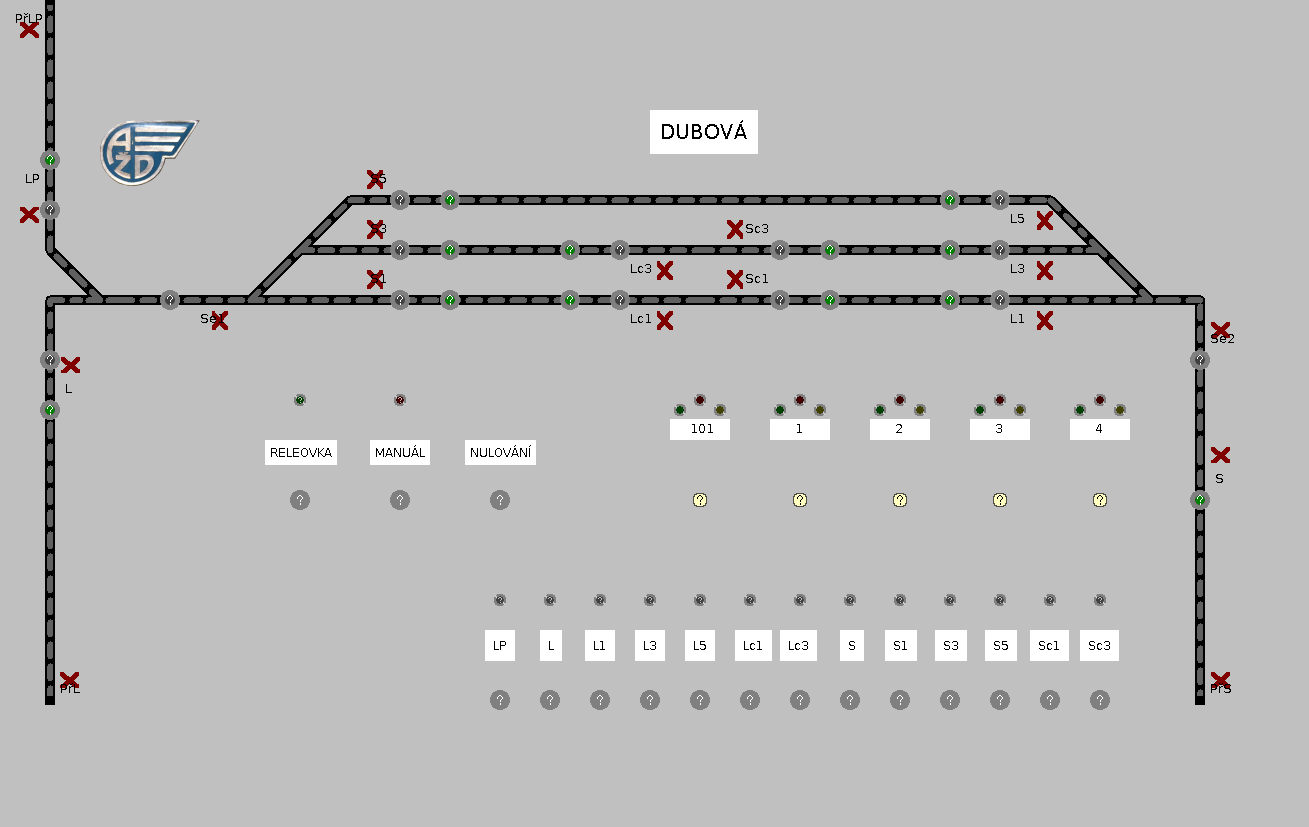 PřLP
AŽD
DUBOVÁ
LP
S5
L5
S3
Sc3
Lc3
L3
S1
Sc1
Lc1
L1
Se2
L
101
1
2
3
4
RELEOVKA
MANUÁL
NULOVÁNÍ
S
LP
L
L1
L3
L5
Lc1
Lc3
S
S1
S3
S5
Sc1
Sc3
PřL
PřS